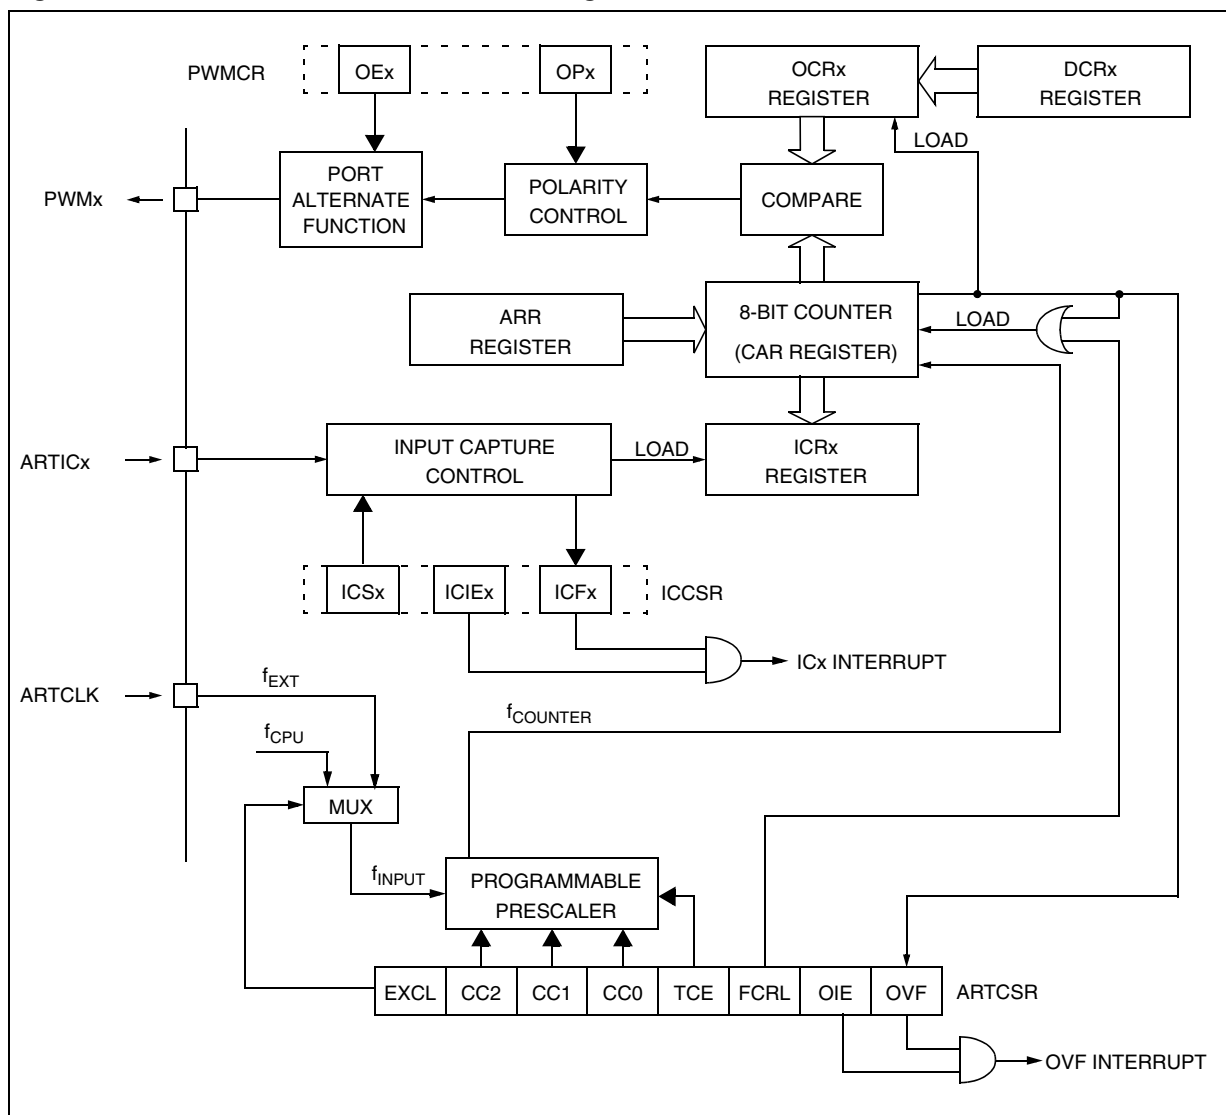 PWMCR
OEx
OPx
OCRx
REGISTER
DCRx
REGISTER
LOAD
PWMx
PORT
ALTERNATE
FUNCTION
POLARITY
CONTROL
COMPARE
ARR
REGISTER
8-BIT COUNTER
(CAR REGISTER)
LOAD
ARTICx
INPUT CAPTURE
CONTROL
LOAD
ICRx
REGISTER
ICSx
ICIEx
ICFx
ICCSR
ICx INTERRUPT
ARTCLK
fEXT
fCPU
fCOUNTER
MUX
fINPUT
PROGRAMMABLE
PRESCALER
EXCL
CC2
CC1
CC0
TCE
FCRL
OIE
OVF
ARTCSR
OVF INTERRUPT